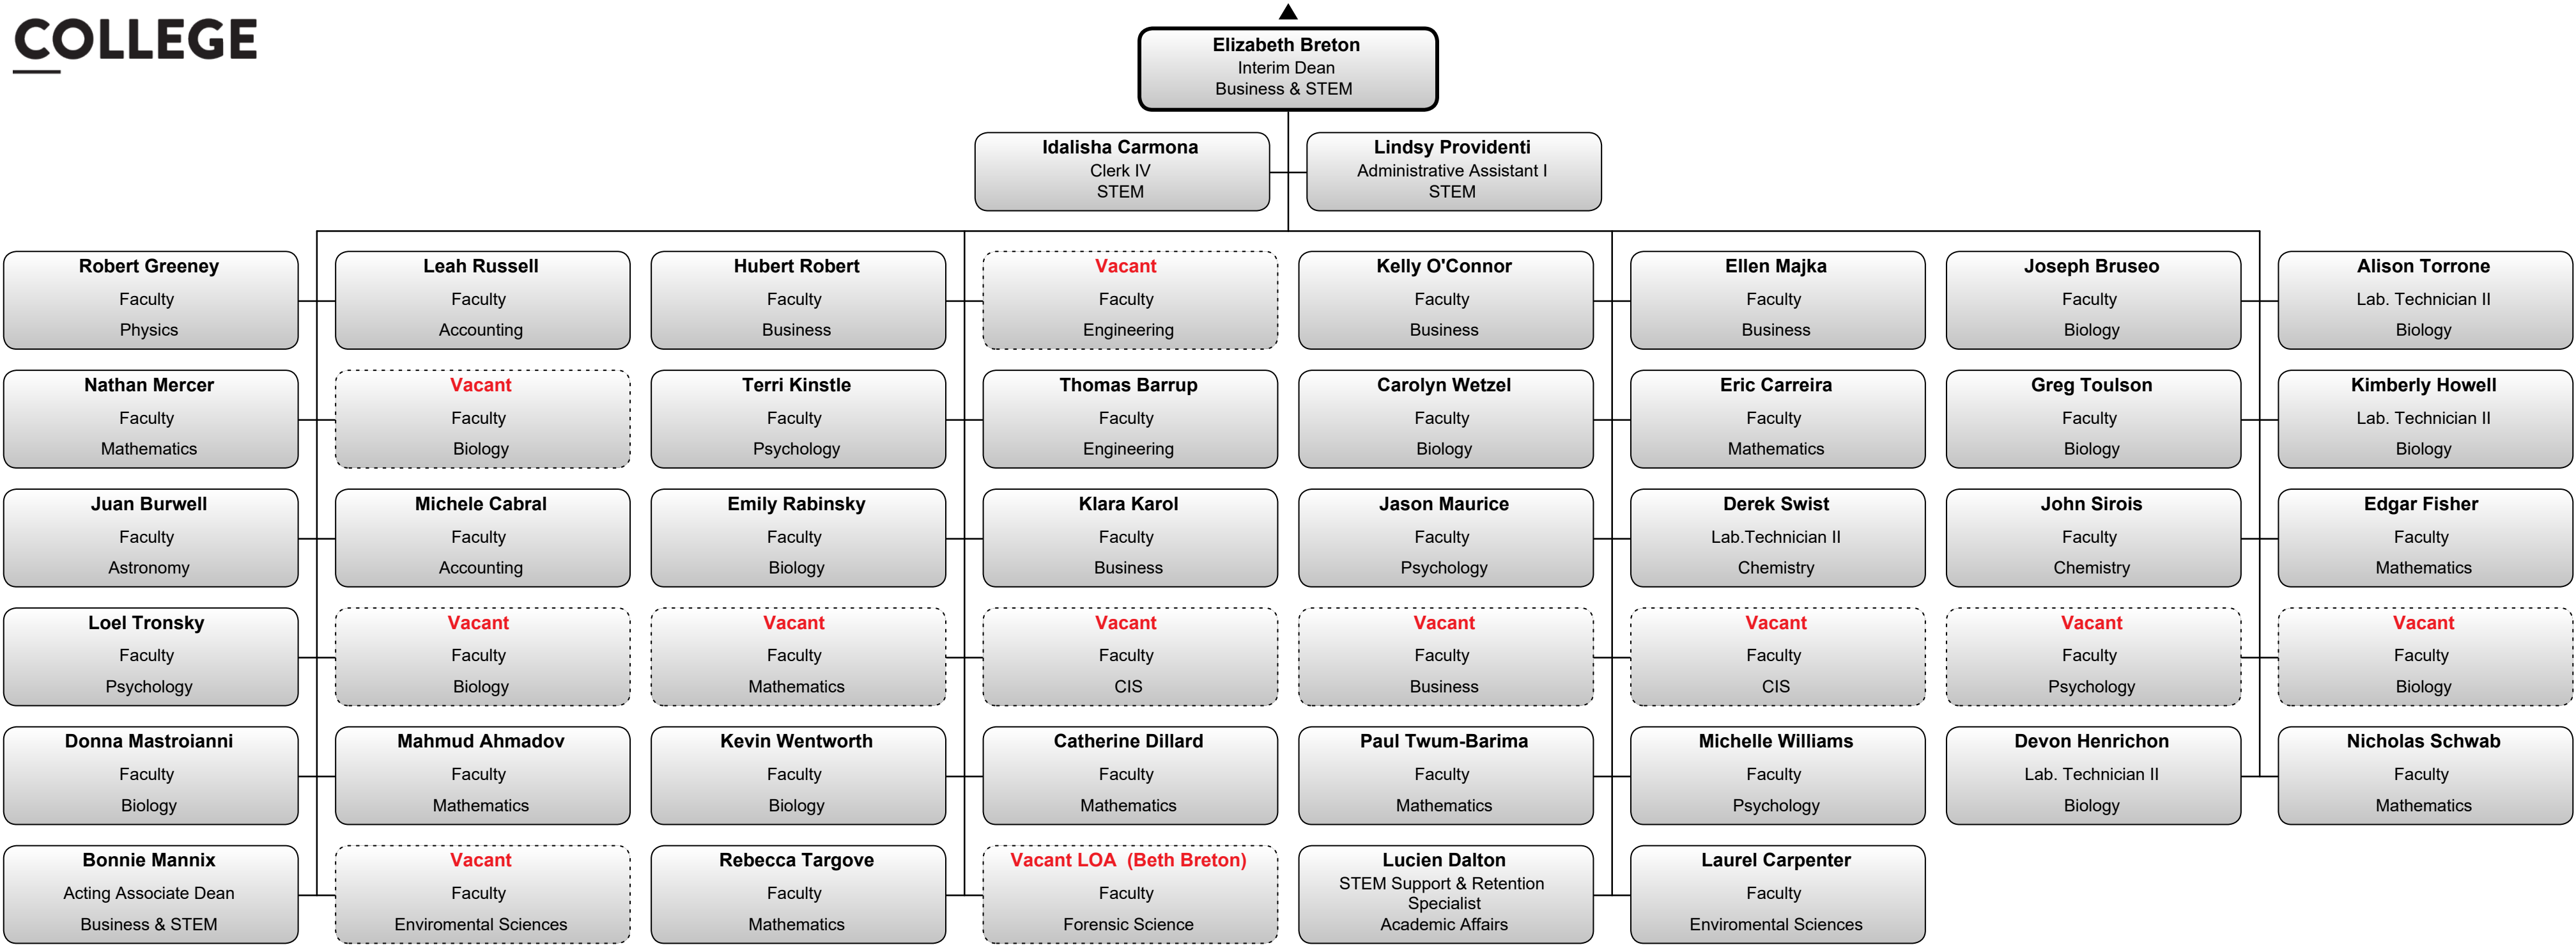 COLLEGE
Elizabeth Breton
Interim Dean
Business & STEM
Idalisha Carmona
Clerk IV
STEM
Lindsy Providenti
Administrative Assistant I
STEM
Robert Greeney
Faculty
Physics
Leah Russell
Faculty
Accounting
Hubert Robert
Faculty
Business
Vacant
Faculty
Engineering
Kelly O'Connor
Faculty
Business
Ellen Majka
Faculty
Business
Joseph Bruseo
Faculty
Biology
Alison Torrone
Lab. Technician II
Biology
Nathan Mercer
Faculty
Mathematics
Vacant
Faculty
Biology
Terri Kinstle
Faculty
Psychology
Thomas Barrup
Faculty
Engineering
Carolyn Wetzel
Faculty
Biology
Eric Carreira
Faculty
Mathematics
Greg Toulson
Faculty
Biology
Kimberly Howell
Lab. Technician II
Biology
Juan Burwell
Faculty
Astronomy
Michele Cabral
Faculty
Accounting
Emily Rabinsky
Faculty
Biology
Klara Karol
Faculty
Business
Jason Maurice
Faculty
Psychology
Derek Swist
Lab.Technician II
Chemistry
John Sirois
Faculty
Chemistry
Edgar Fisher
Faculty
Mathematics
Loel Tronsky
Faculty
Psychology
Vacant
Faculty
Biology
Vacant
Faculty
Mathematics
Vacant
Faculty
CIS
Vacant
Faculty
Business
Vacant
Faculty
CIS
Vacant
Faculty
Psychology
Vacant
Faculty
Biology
Donna Mastroianni
Faculty
Biology
Mahmud Ahmadov
Faculty
Mathematics
Kevin Wentworth
Faculty
Biology
Catherine Dillard
Faculty
Mathematics
Paul Twum-Barima
Faculty
Mathematics
Michelle Williams
Faculty
Psychology
Devon Henrichon
Lab. Technician II
Biology
Nicholas Schwab
Faculty
Mathematics
Bonnie Mannix
Acting Associate Dean
Business & STEM
Vacant
Faculty
Enviromental Sciences
Rebecca Targove
Faculty
Mathematics
Vacant LOA (Beth Breton)
Faculty
Forensic Science
Lucien Dalton
STEM Support & Retention
Specialist
Academic Affairs
Laurel Carpenter
Faculty
Enviromental Sciences